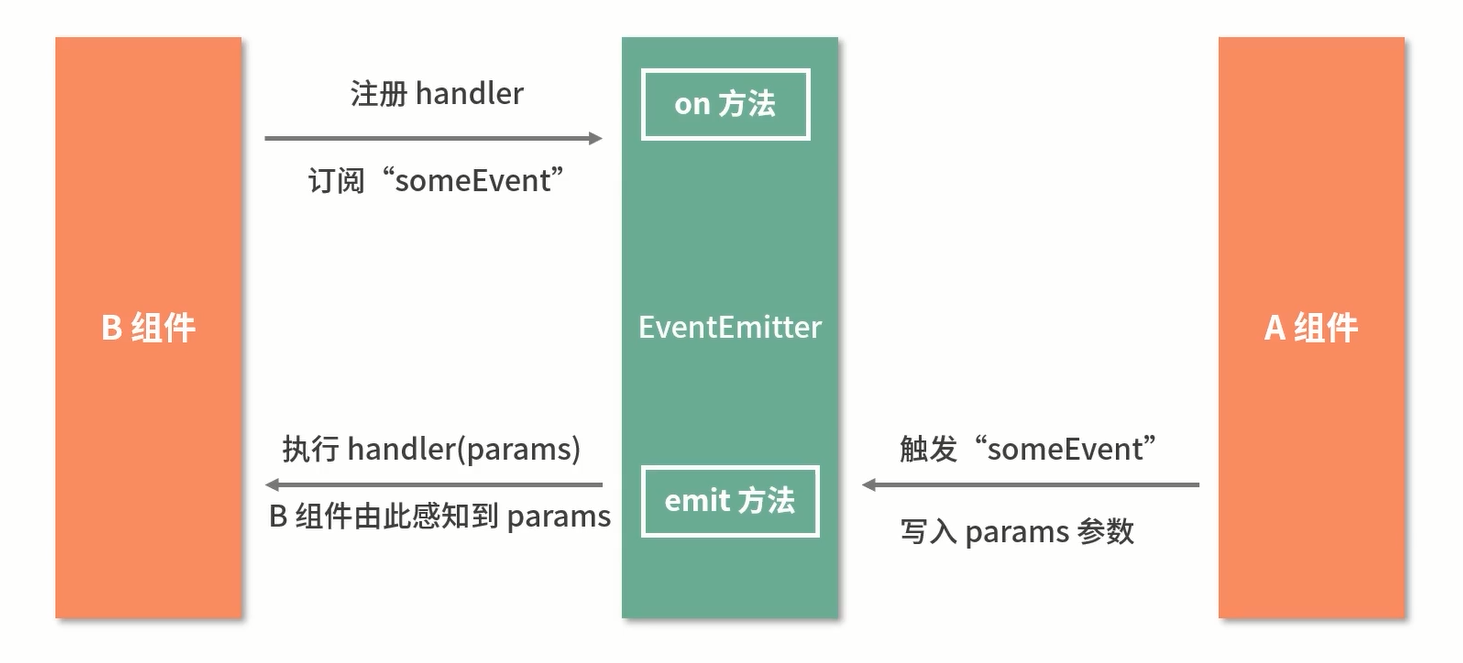 注册 handler
on 方法
订阅“someEvent”
B 组件
EventEmitter
A 组件
执行 handler(params)
触发“someEvent”
emit 方法
B 组件由此感知到 params
写入 params 参数